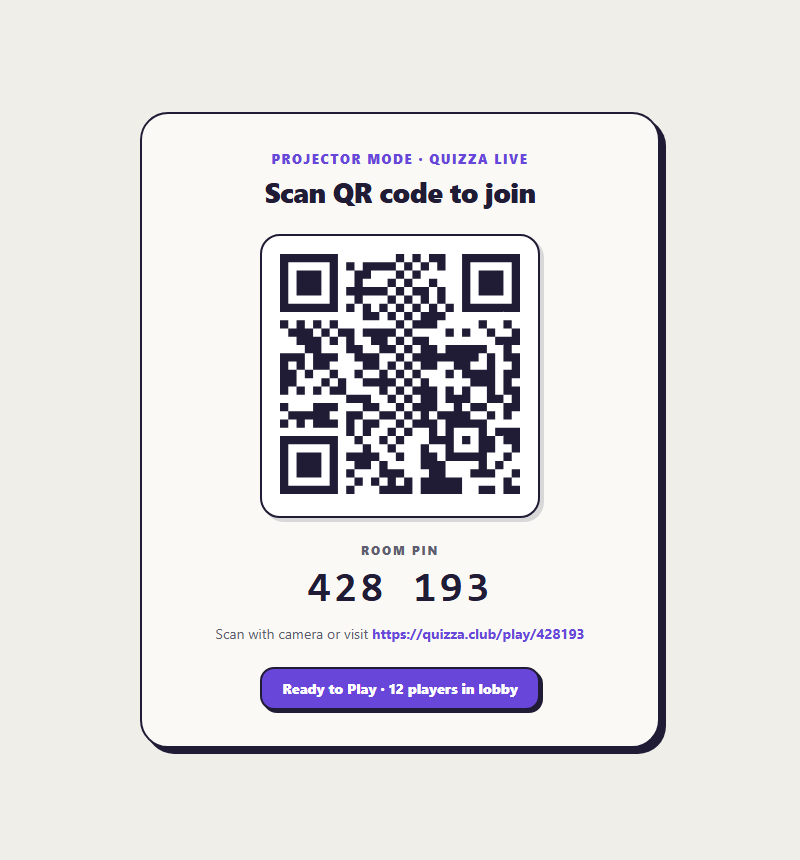 PROJECTOR MODE · QUIZZA LIVE
Scan QR code to join
ROOM PIN
428 193
Scan with camera or visit https://quizza.club/play/428193
Ready to Play · 12 players in lobby